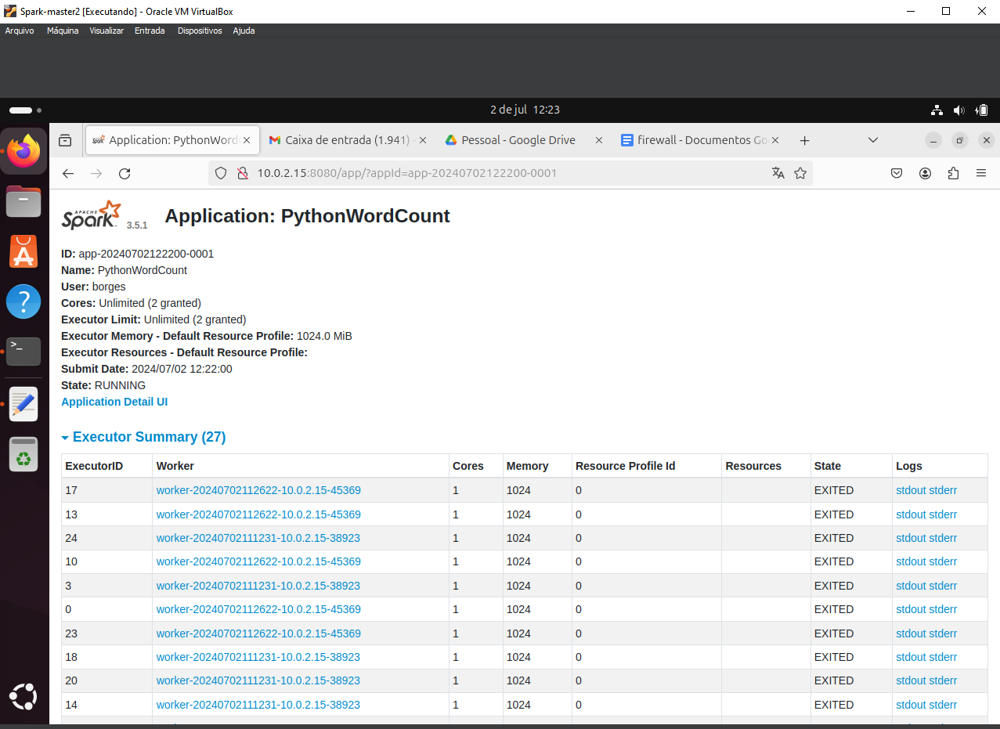 Spark-master2 [Executando] - Oracle VM VirtualBox
Arquivo Máquina Visualizar Entrada Dispositivos Ajuda
2 de jul 12:23
Application: PythonWord
Caixa de entrada (1.941) -
Pessoal - Google Drive
firewall - Documentos Go
10.0.2.15:8080/app/?appId=app-20240702122200-0001
APACHE Spark 3.5.1 Application: PythonWordCount
ID: app-20240702122200-0001
Name: PythonWordCount
User: borges
Cores: Unlimited (2 granted)
Executor Limit: Unlimited (2 granted)
Executor Memory - Default Resource Profile: 1024.0 MiB
Executor Resources - Default Resource Profile:
Submit Date: 2024/07/02 12:22:00
State: RUNNING
Application Detail UI
Executor Summary (27)
ExecutorID Worker Cores Memory Resource Profile Id Resources State Logs
17 worker-20240702112622-10.0.2.15-45369 1 1024 0 EXITED stdout stderr
13 worker-20240702112622-10.0.2.15-45369 1 1024 0 EXITED stdout stderr
24 worker-20240702111231-10.0.2.15-38923 1 1024 0 EXITED stdout stderr
10 worker-20240702112622-10.0.2.15-45369 1 1024 0 EXITED stdout stderr
3 worker-20240702111231-10.0.2.15-38923 1 1024 0 EXITED stdout stderr
0 worker-20240702112622-10.0.2.15-45369 1 1024 0 EXITED stdout stderr
23 worker-20240702112622-10.0.2.15-45369 1 1024 0 EXITED stdout stderr
18 worker-20240702111231-10.0.2.15-38923 1 1024 0 EXITED stdout stderr
20 worker-20240702111231-10.0.2.15-38923 1 1024 0 EXITED stdout stderr
14 worker-20240702111231-10.0.2.15-38923 1 1024 0 EXITED stdout stderr